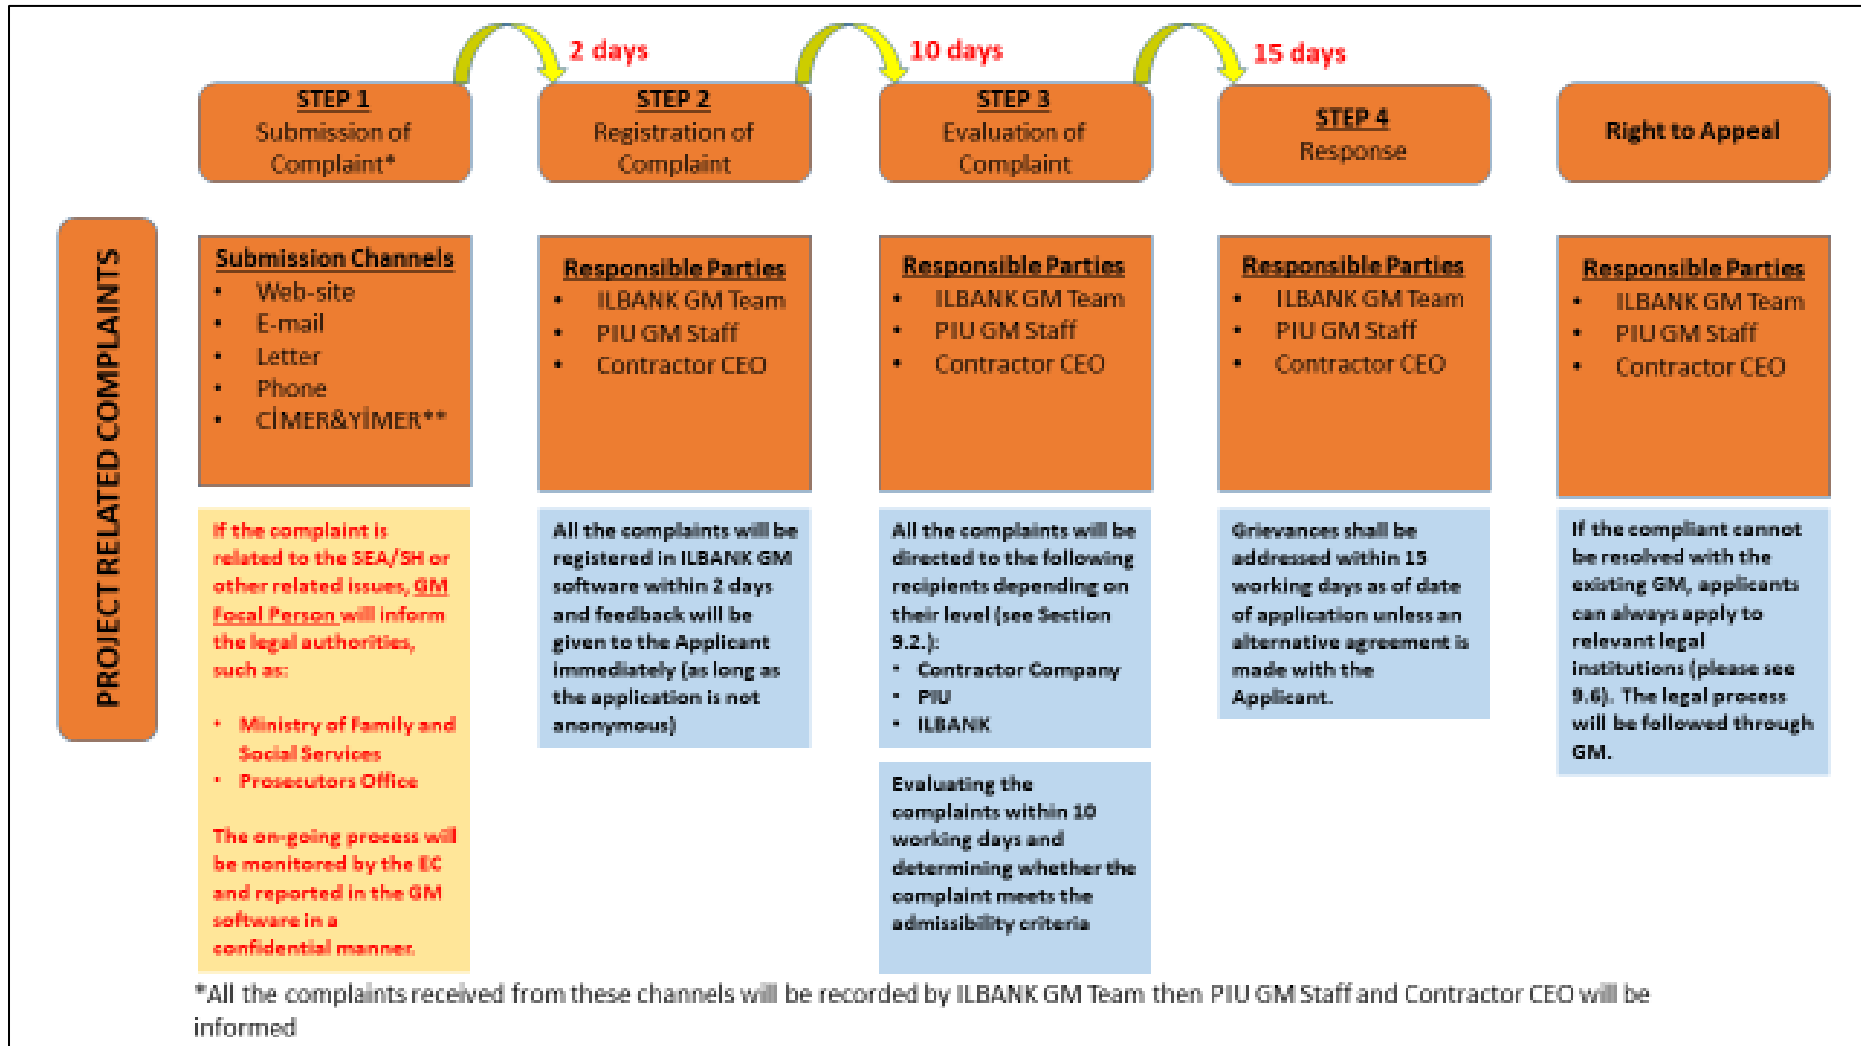 2 days
10 days
15 days
STEP 1
Submission of
Complaint*
STEP 2
Registration of
Complaint
STEP 3
Evaluation of
Complaint
STEP 4
Response
Right to Appeal
PROJECT RELATED COMPLAINTS
Submission Channels
• Web-site
• E-mail
• Letter
• Phone
• CİMER&YİMER**
Responsible Parties
• ILBANK GM Team
• PIU GM Staff
• Contractor CEO
Responsible Parties
• ILBANK GM Team
• PIU GM Staff
• Contractor CEO
Responsible Parties
• ILBANK GM Team
• PIU GM Staff
• Contractor CEO
Responsible Parties
• ILBANK GM Team
• PIU GM Staff
• Contractor CEO
If the complaint is
related to the SEA/SH or
other related issues, GM
Focal Person will inform
the legal authorities,
such as:
• Ministry of Family and
Social Services
• Prosecutors Office
The on-going process will
be monitored by the EC
and reported in the GM
software in a
confidential manner.
All the complaints will be
registered in ILBANK GM
software within 2 days
and feedback will be
given to the Applicant
immediately (as long as
the application is not
anonymous)
All the complaints will be
directed to the following
recipients depending on
their level (see Section
9.2.):
• Contractor Company
• PIU
• ILBANK
Evaluating the
complaints within 10
working days and
determining whether the
complaint meets the
admissibility criteria
Grievances shall be
addressed within 15
working days as of date
of application unless an
alternative agreement is
made with the
Applicant.
If the compliant cannot
be resolved with the
existing GM, applicants
can always apply to
relevant legal
institutions (please see
9.6). The legal process
will be followed through
GM.
*All the complaints received from these channels will be recorded by ILBANK GM Team then PIU GM Staff and Contractor CEO will be
informed